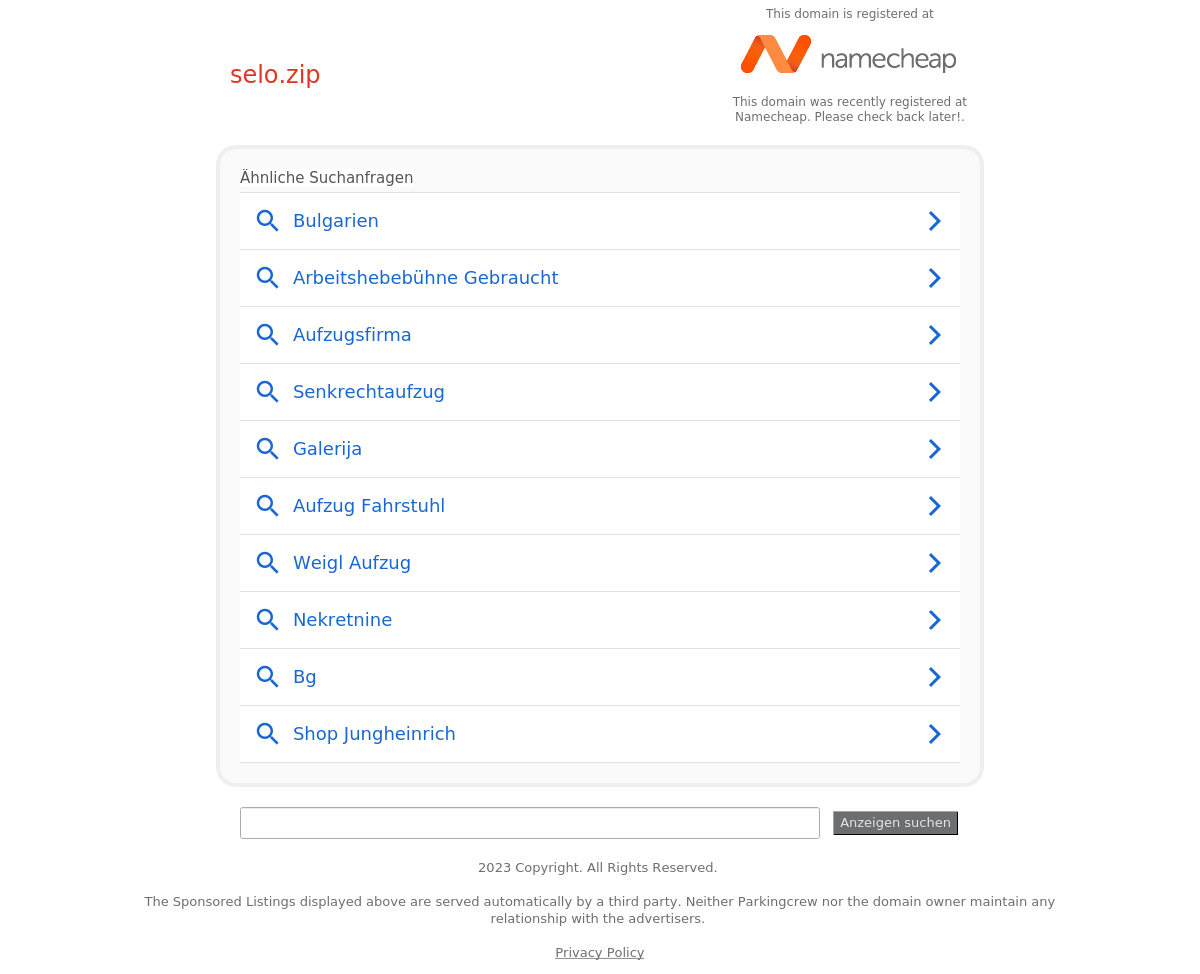 This domain is registered at
namecheap
selo.zip
This domain was recently registered at
Namecheap. Please check back later!.
Ähnliche Suchanfragen
Bulgarien
Arbeitshebebühne Gebraucht
Aufzugsfirma
Senkrechtaufzug
Galerija
Aufzug Fahrstuhl
Weigl Aufzug
Nekretnine
Bg
Shop Jungheinrich
Anzeigen suchen
2023 Copyright. All Rights Reserved.
The Sponsored Listings displayed above are served automatically by a third party. Neither Parkingcrew nor the domain owner maintain any
relationship with the advertisers.
Privacy Policy